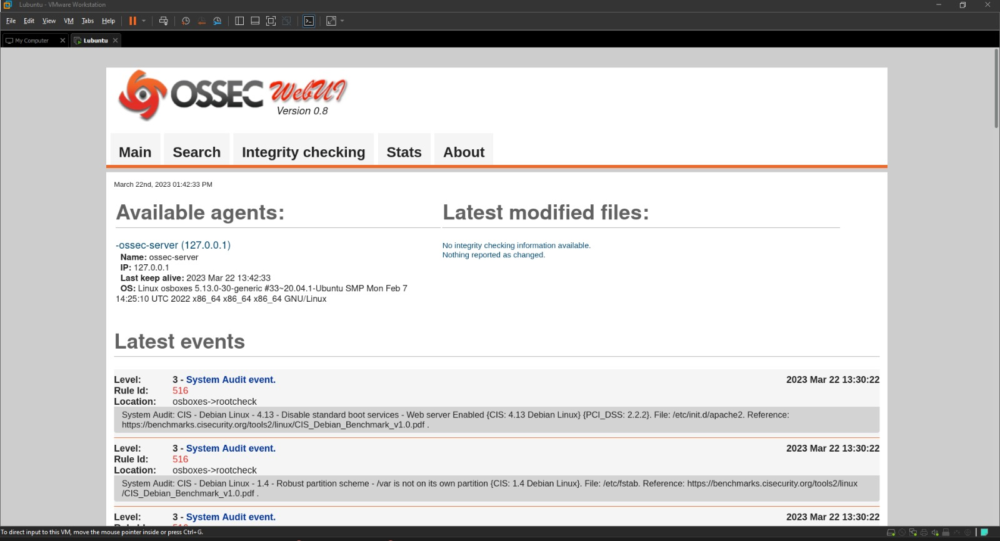 Lubuntu - VMware Workstation
File Edit View VM Tabs Help
My Computer Lubuntu
OSSEC WebUI
Version 0.8
Main Search Integrity checking Stats About
March 22nd, 2023 01:42:33 PM
Available agents:
-ossec-server (127.0.0.1)
Name: ossec-server
IP: 127.0.0.1
Last keep alive: 2023 Mar 22 13:42:33
OS: Linux osboxes 5.13.0-30-generic #33~20.04.1-Ubuntu SMP Mon Feb 7
14:25:10 UTC 2022 x86_64 x86_64 x86_64 GNU/Linux
Latest modified files:
No integrity checking information available.
Nothing reported as changed.
Latest events
Level: 3 - System Audit event. 2023 Mar 22 13:30:22
Rule Id: 516
Location: osboxes->rootcheck
System Audit: CIS - Debian Linux - 4.13 - Disable standard boot services - Web server Enabled {CIS: 4.13 Debian Linux} {PCI_DSS: 2.2.2}. File: /etc/init.d/apache2. Reference:
https://benchmarks.cisecurity.org/tools2/linux/CIS_Debian_Benchmark_v1.0.pdf .
Level: 3 - System Audit event. 2023 Mar 22 13:30:22
Rule Id: 516
Location: osboxes->rootcheck
System Audit: CIS - Debian Linux - 1.4 - Robust partition scheme - /var is not on its own partition {CIS: 1.4 Debian Linux}. File: /etc/fstab. Reference: https://benchmarks.cisecurity.org/tools2/linux
/CIS_Debian_Benchmark_v1.0.pdf .
Level: 3 - System Audit event. 2023 Mar 22 13:30:22
To direct input to this VM, move the mouse pointer inside or press Ctrl+G.